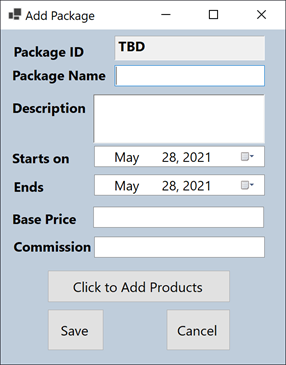 Add Package
Package ID TBD
Package Name
Description
Starts on May 28, 2021
Ends May 28, 2021
Base Price
Commission
Click to Add Products
Save Cancel